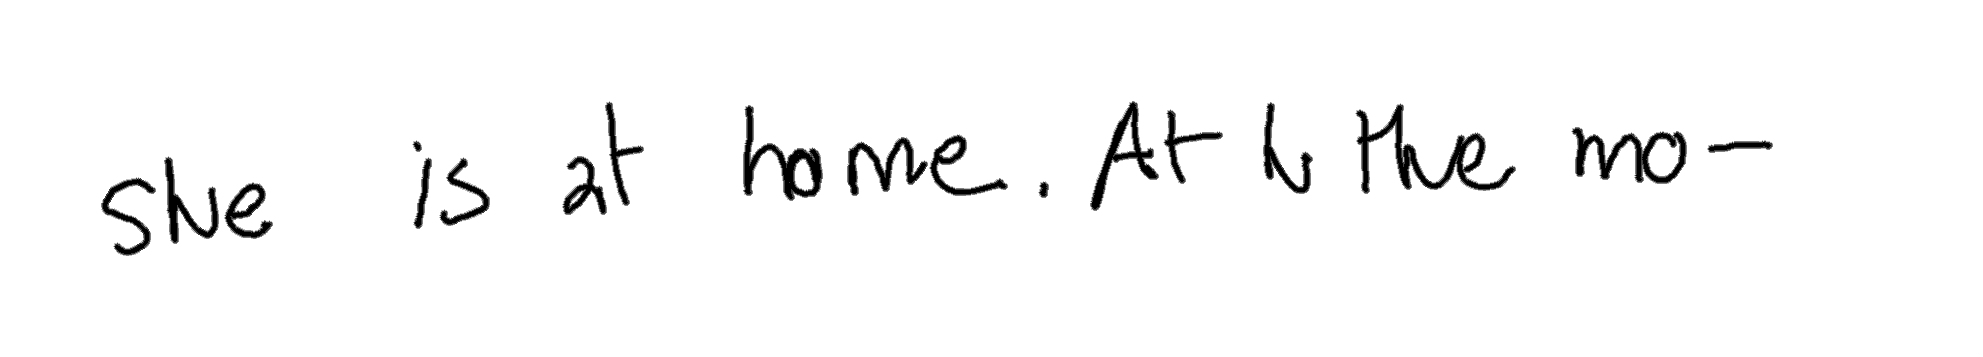 she is at home. At h the mo-